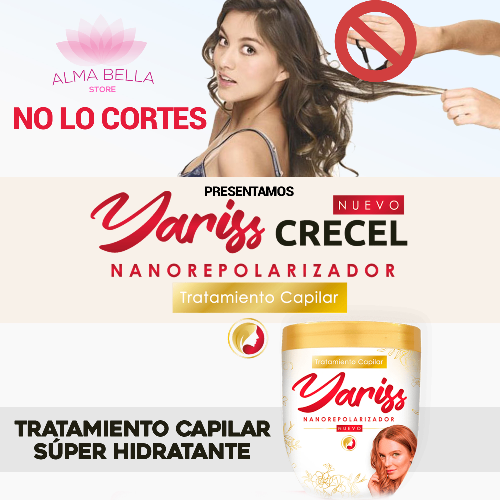 ALMA BELLA
STORE
NO LO CORTES
PRESENTAMOS
NUEVO
Yariss CRECEL
NANOREPOLARIZADOR
Tratamiento Capilar
Tratamiento Capilar
Yariss
NANOREPOLARIZADOR
NUEVO
TRATAMIENTO CAPILAR
SÚPER HIDRATANTE